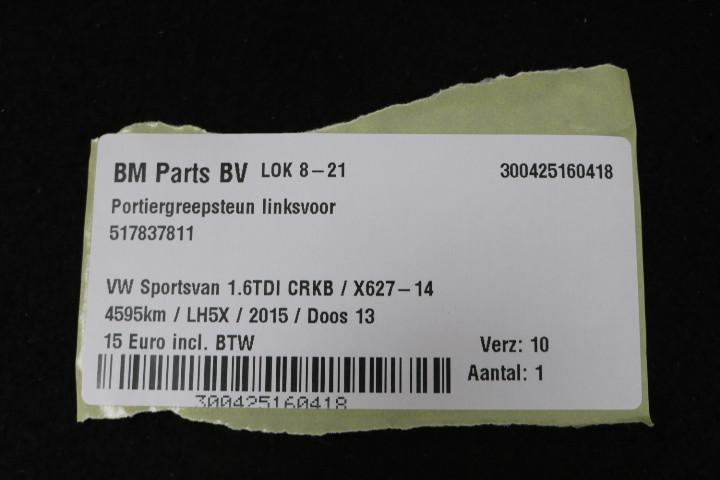 BM Parts BV LOK 8-21 300425160418
Portiergreepsteun linksvoor
517837811
VW Sportsvan 1.6TDI CRKB / X627-14
4595km / LH5X / 2015 / Doos 13
15 Euro incl. BTW Verz: 10
Aantal: 1
300425160418